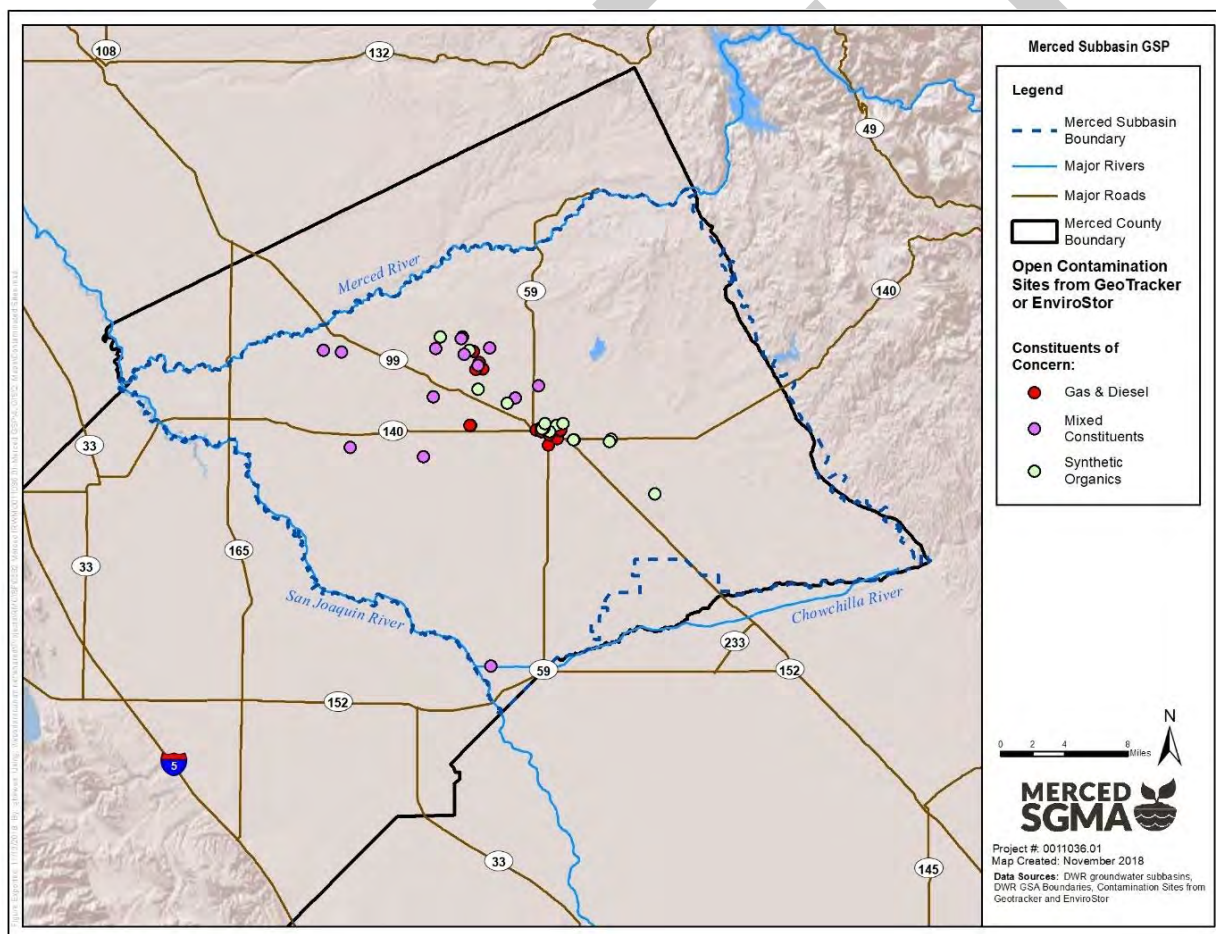 Merced Subbasin GSP
Legend
Merced Subbasin
Boundary
Major Rivers
Major Roads
Merced County
Boundary
Open Contamination
Sites from GeoTracker
or EnviroStor
Constituents of
Concern:
Gas & Diesel
Mixed
Constituents
Synthetic
Organics
N
0 2 4 8
Miles
MERCED
SGMA
Project #: 0011036.01
Map Created: November 2018
Data Sources: DWR groundwater subbasins,
DWR GSA Boundaries, Contamination Sites from
Geotracker and EnviroStor
108
132
49
Merced River
59
140
99
140
33
165
33
San Joaquin River
Chowchilla River
233
59
152
152
5
33
145